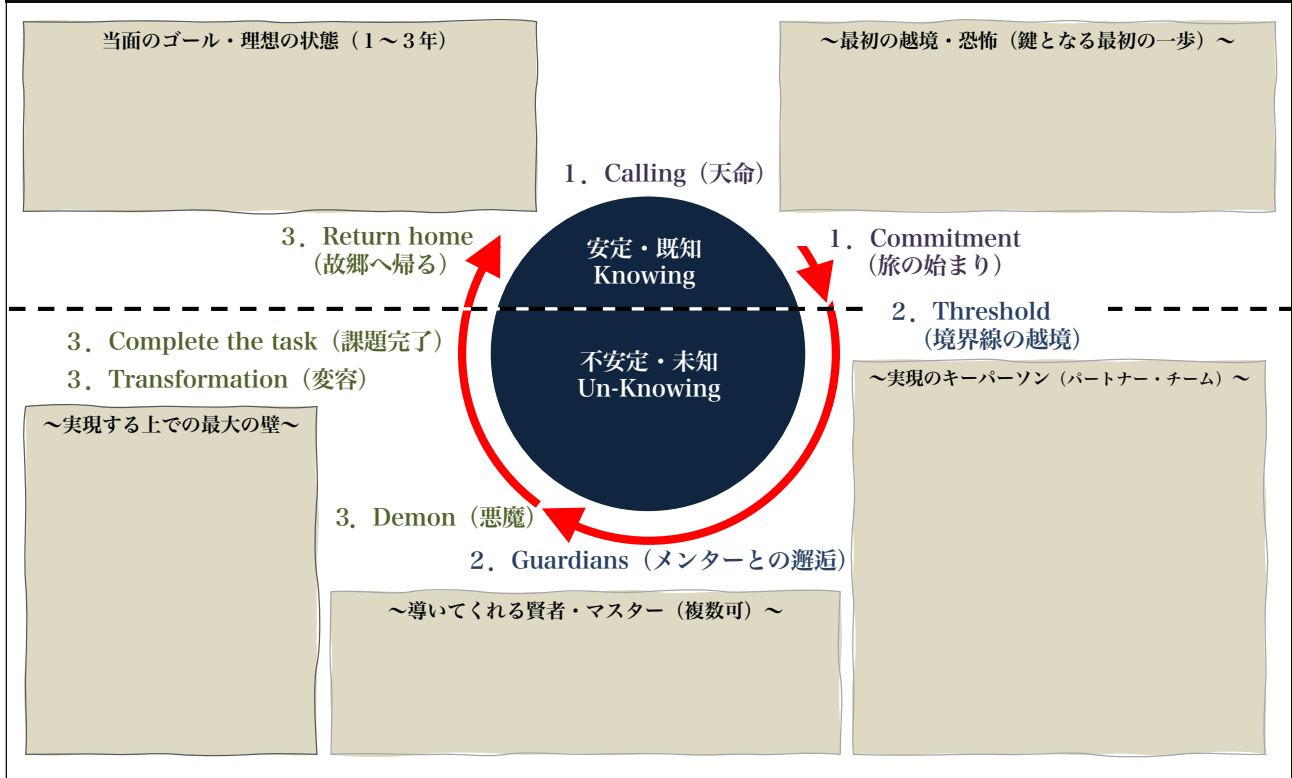 当面のゴール・理想の状態（１～３年）
～最初の越境・恐怖（鍵となる最初の一歩）～
１．Calling（天命）
安定・既知
Knowing
３．Return home
（故郷へ帰る）
１．Commitment
（旅の始まり）
２．Threshold
（境界線の越境）
３．Complete the task（課題完了）
３．Transformation（変容）
不安定・未知
Un-Knowing
～実現のキーパーソン（パートナー・チーム）～
～実現する上での最大の壁～
３．Demon（悪魔）
２．Guardians（メンターとの邂逅）
～導いてくれる賢者・マスター（複数可）～